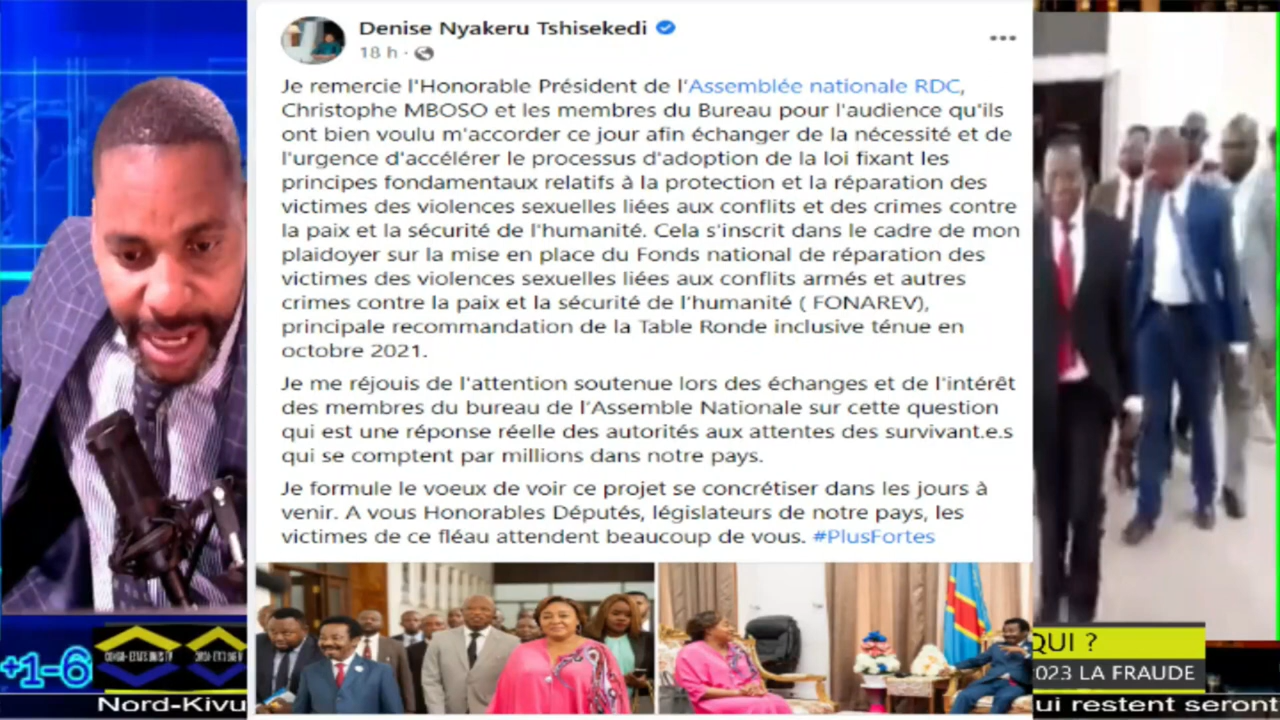 Denise Nyakeru Tshisekedi
18 h ·
Je remercie l'Honorable Président de l'Assemblée nationale RDC,
Christophe MBOSO et les membres du Bureau pour l'audience qu'ils
ont bien voulu m'accorder ce jour afin échanger de la nécessité et de
l'urgence d'accélérer le processus d'adoption de la loi fixant les
principes fondamentaux relatifs à la protection et la réparation des
victimes des violences sexuelles liées aux conflits et des crimes contre
la paix et la sécurité de l'humanité. Cela s'inscrit dans le cadre de mon
plaidoyer sur la mise en place du Fonds national de réparation des
victimes des violences sexuelles liées aux conflits armés et autres
crimes contre la paix et la sécurité de l'humanité ( FONAREV),
principale recommandation de la Table Ronde inclusive ténue en
octobre 2021.
Je me réjouis de l'attention soutenue lors des échanges et de l'intérêt
des membres du bureau de l'Assemble Nationale sur cette question
qui est une réponse réelle des autorités aux attentes des survivant.e.s
qui se comptent par millions dans notre pays.
Je formule le voeux de voir ce projet se concrétiser dans les jours à
venir. A vous Honorables Députés, législateurs de notre pays, les
victimes de ce fléau attendent beaucoup de vous. #PlusFortes
QUI ?
023 LA FRAUDE
+1-6
Nord-Kivu
ui restent seront